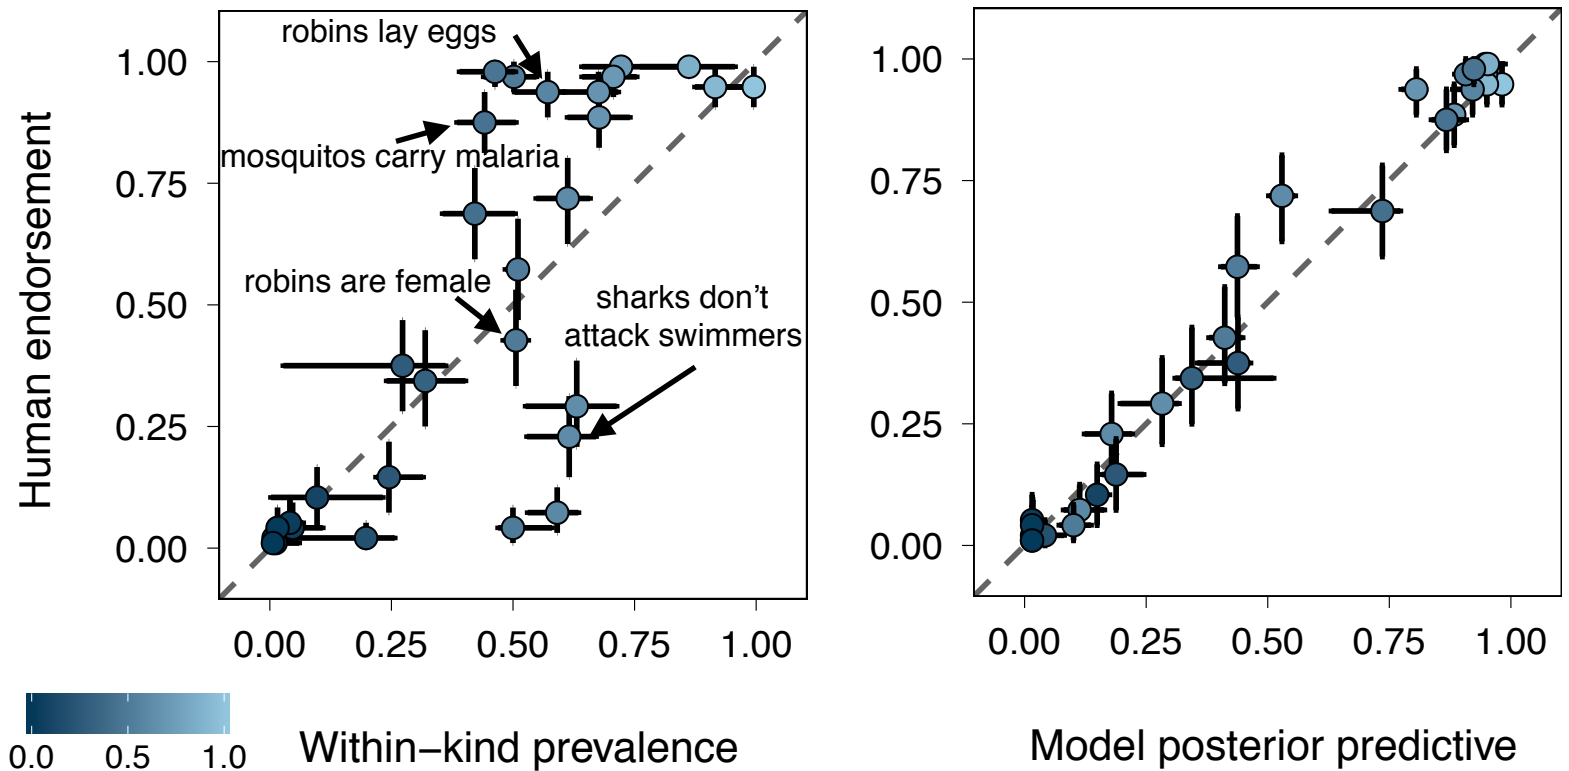 robins lay eggs
mosquitos carry malaria
robins are female
sharks don't
attack swimmers
Human endorsement
1.00
0.75
0.50
0.25
0.00
0.00 0.25 0.50 0.75 1.00
Within−kind prevalence
0.0 0.5 1.0
1.00
0.75
0.50
0.25
0.00
0.00 0.25 0.50 0.75 1.00
Model posterior predictive